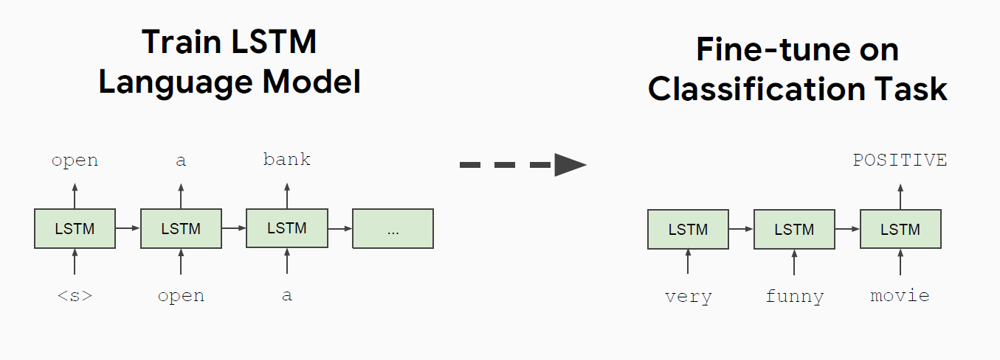 Train LSTM
Language Model
open a bank
LSTM LSTM LSTM ...
<s> open a
Fine-tune on
Classification Task
POSITIVE
LSTM LSTM LSTM
very funny movie